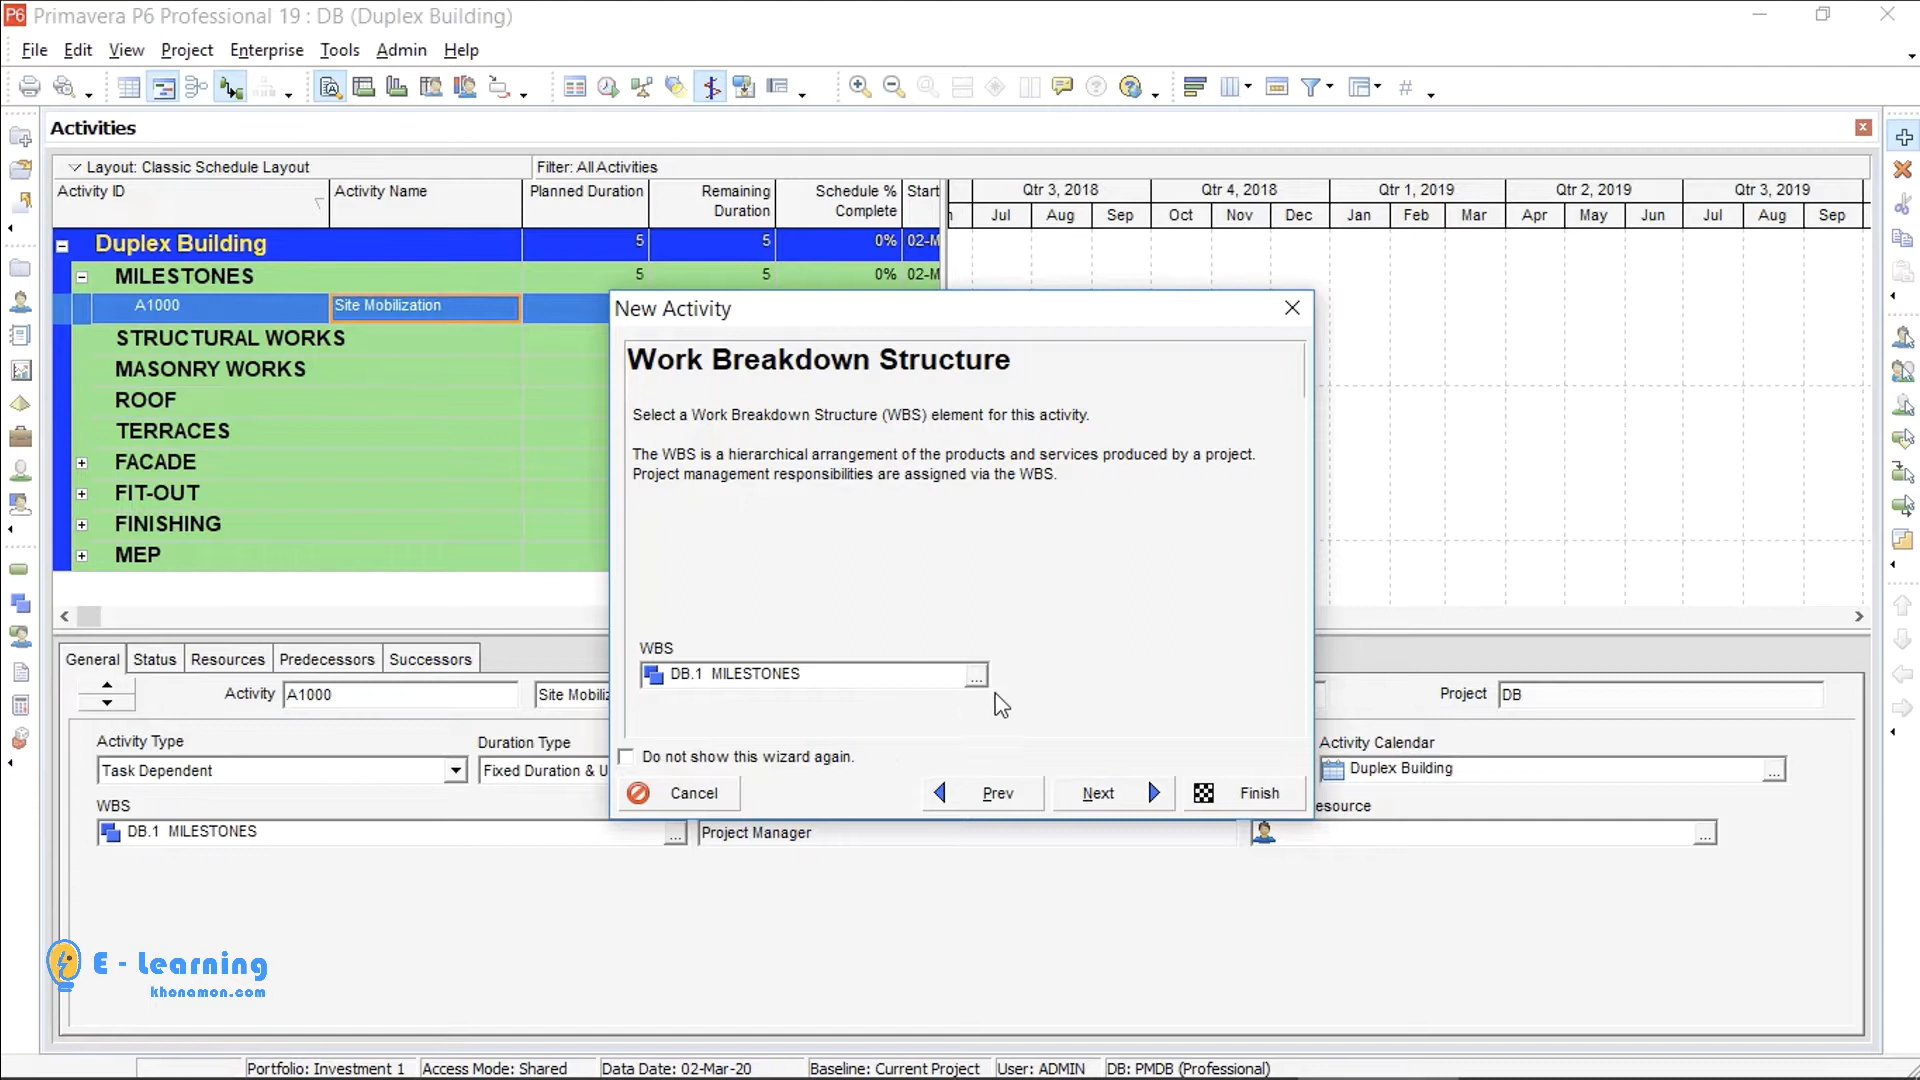 Primavera P6 Professional 19 : DB (Duplex Building)
File Edit View Project Enterprise Tools Admin Help
Activities
Layout: Classic Schedule Layout Filter: All Activities
Activity ID Activity Name Planned Duration Remaining Duration Schedule % Complete Start
Qtr 3, 2018 Qtr 4, 2018 Qtr 1, 2019 Qtr 2, 2019 Qtr 3, 2019
Jul Aug Sep Oct Nov Dec Jan Feb Mar Apr May Jun Jul Aug Sep
Duplex Building 5 5 0% 02-M
MILESTONES 5 5 0% 02-M
A1000 Site Mobilization
STRUCTURAL WORKS
MASONRY WORKS
ROOF
TERRACES
FACADE
FIT-OUT
FINISHING
MEP
New Activity
Work Breakdown Structure
Select a Work Breakdown Structure (WBS) element for this activity.
The WBS is a hierarchical arrangement of the products and services produced by a project.
Project management responsibilities are assigned via the WBS.
WBS
DB.1 MILESTONES
...
Do not show this wizard again.
Cancel Prev Next Finish
General Status Resources Predecessors Successors
Activity A1000 Site Mobiliz Project DB
Activity Type Duration Type Activity Calendar
Task Dependent Fixed Duration & U Duplex Building ...
WBS esource
DB.1 MILESTONES ... Project Manager ...
E - Learning
khonamon.com
Portfolio: Investment 1 Access Mode: Shared Data Date: 02-Mar-20 Baseline: Current Project User: ADMIN DB: PMDB (Professional)